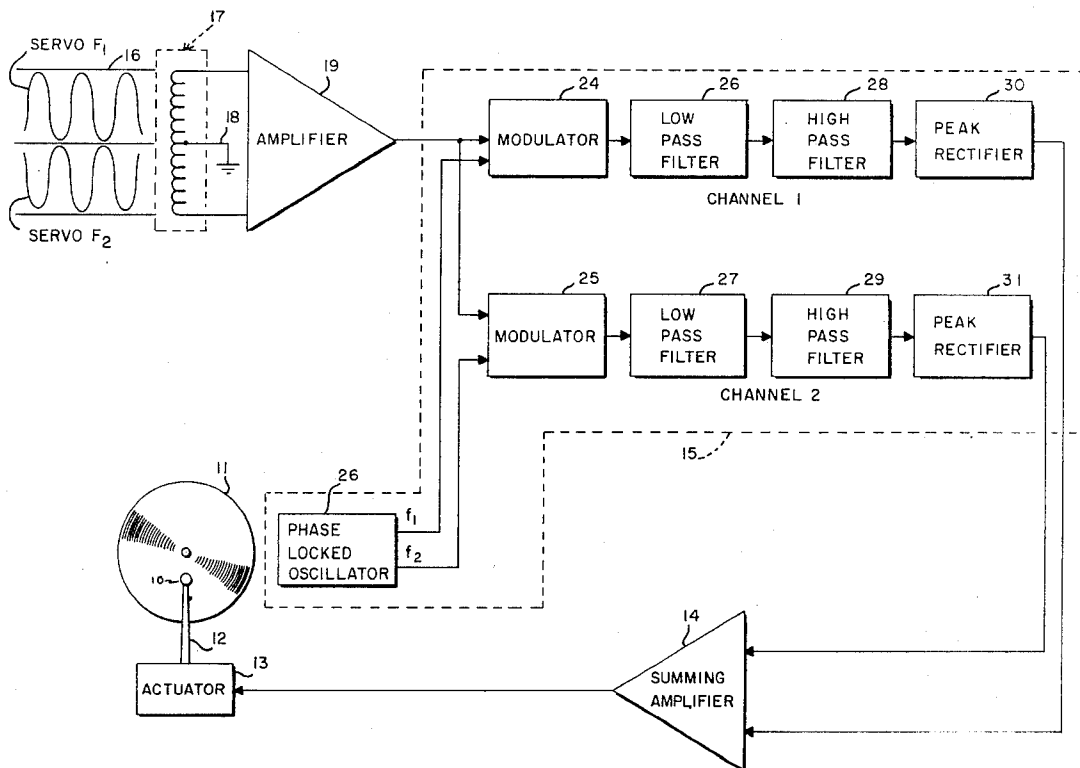 SERVO F1
16
17
18
19
AMPLIFIER
SERVO F2
24
MODULATOR
26
LOW
PASS
FILTER
28
HIGH
PASS
FILTER
30
PEAK
RECTIFIER
CHANNEL 1
25
MODULATOR
27
LOW
PASS
FILTER
29
HIGH
PASS
FILTER
31
PEAK
RECTIFIER
CHANNEL 2
15
26
PHASE
LOCKED
OSCILLATOR
f1
f2
11
10
12
13
ACTUATOR
14
SUMMING
AMPLIFIER